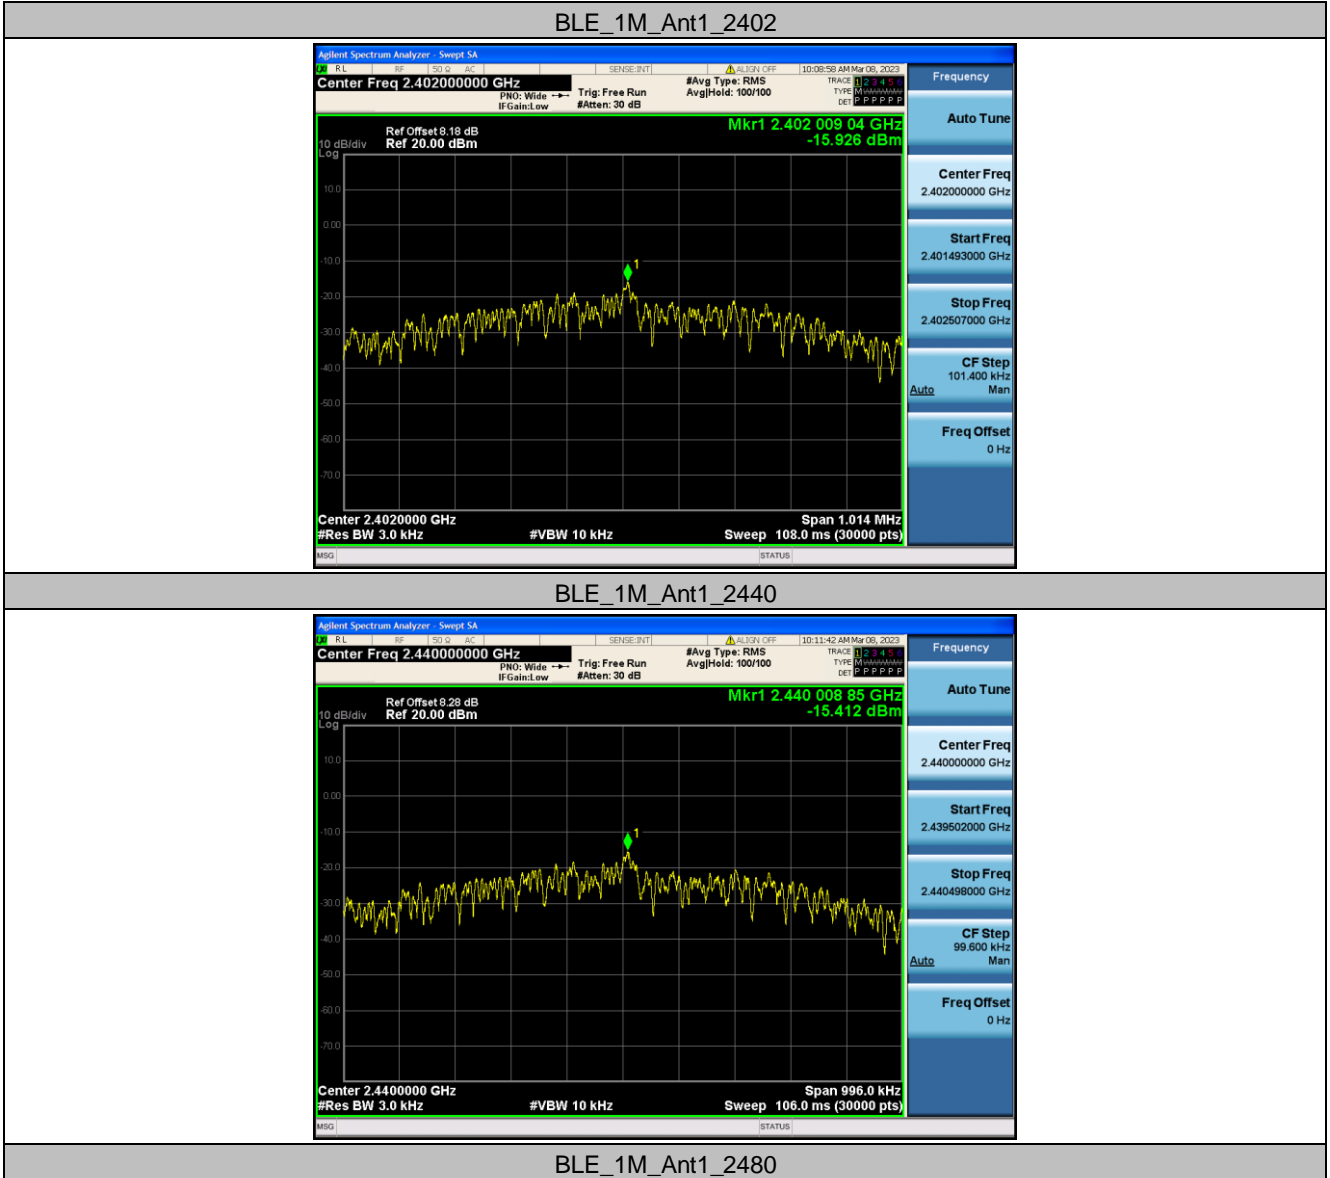 BLE_1M_Ant1_2402
Agilent Spectrum Analyzer - Swept SA
RL RF 50 Ω AC SENSE:INT ALIGN OFF 10:08:58 AM Mar 08, 2023
Center Freq 2.402000000 GHz
PNO: Wide
IFGain:Low
Trig: Free Run
#Atten: 30 dB
#Avg Type: RMS
Avg|Hold: 100/100
TRACE 1 2 3 4 5 6
TYPE M
DET P P P P P P
Mkr1 2.402 009 04 GHz
-15.926 dBm
Ref Offset 8.18 dB
10 dB/div Ref 20.00 dBm
Log
10.0
0.00
-10.0
-20.0
-30.0
-40.0
-50.0
-60.0
-70.0
1
Center 2.4020000 GHz Span 1.014 MHz
#Res BW 3.0 kHz #VBW 10 kHz Sweep 108.0 ms (30000 pts)
MSG STATUS
Frequency
Auto Tune
Center Freq
2.402000000 GHz
Start Freq
2.401493000 GHz
Stop Freq
2.402507000 GHz
CF Step
101.400 kHz
Auto Man
Freq Offset
0 Hz
BLE_1M_Ant1_2440
Agilent Spectrum Analyzer - Swept SA
RL RF 50 Ω AC SENSE:INT ALIGN OFF 10:11:42 AM Mar 08, 2023
Center Freq 2.440000000 GHz
PNO: Wide
IFGain:Low
Trig: Free Run
#Atten: 30 dB
#Avg Type: RMS
Avg|Hold: 100/100
TRACE 1 2 3 4 5 6
TYPE M
DET P P P P P P
Mkr1 2.440 008 85 GHz
-15.412 dBm
Ref Offset 8.28 dB
10 dB/div Ref 20.00 dBm
Log
10.0
0.00
-10.0
-20.0
-30.0
-40.0
-50.0
-60.0
-70.0
1
Center 2.4400000 GHz Span 996.0 kHz
#Res BW 3.0 kHz #VBW 10 kHz Sweep 106.0 ms (30000 pts)
MSG STATUS
Frequency
Auto Tune
Center Freq
2.440000000 GHz
Start Freq
2.439502000 GHz
Stop Freq
2.440498000 GHz
CF Step
99.600 kHz
Auto Man
Freq Offset
0 Hz
BLE_1M_Ant1_2480